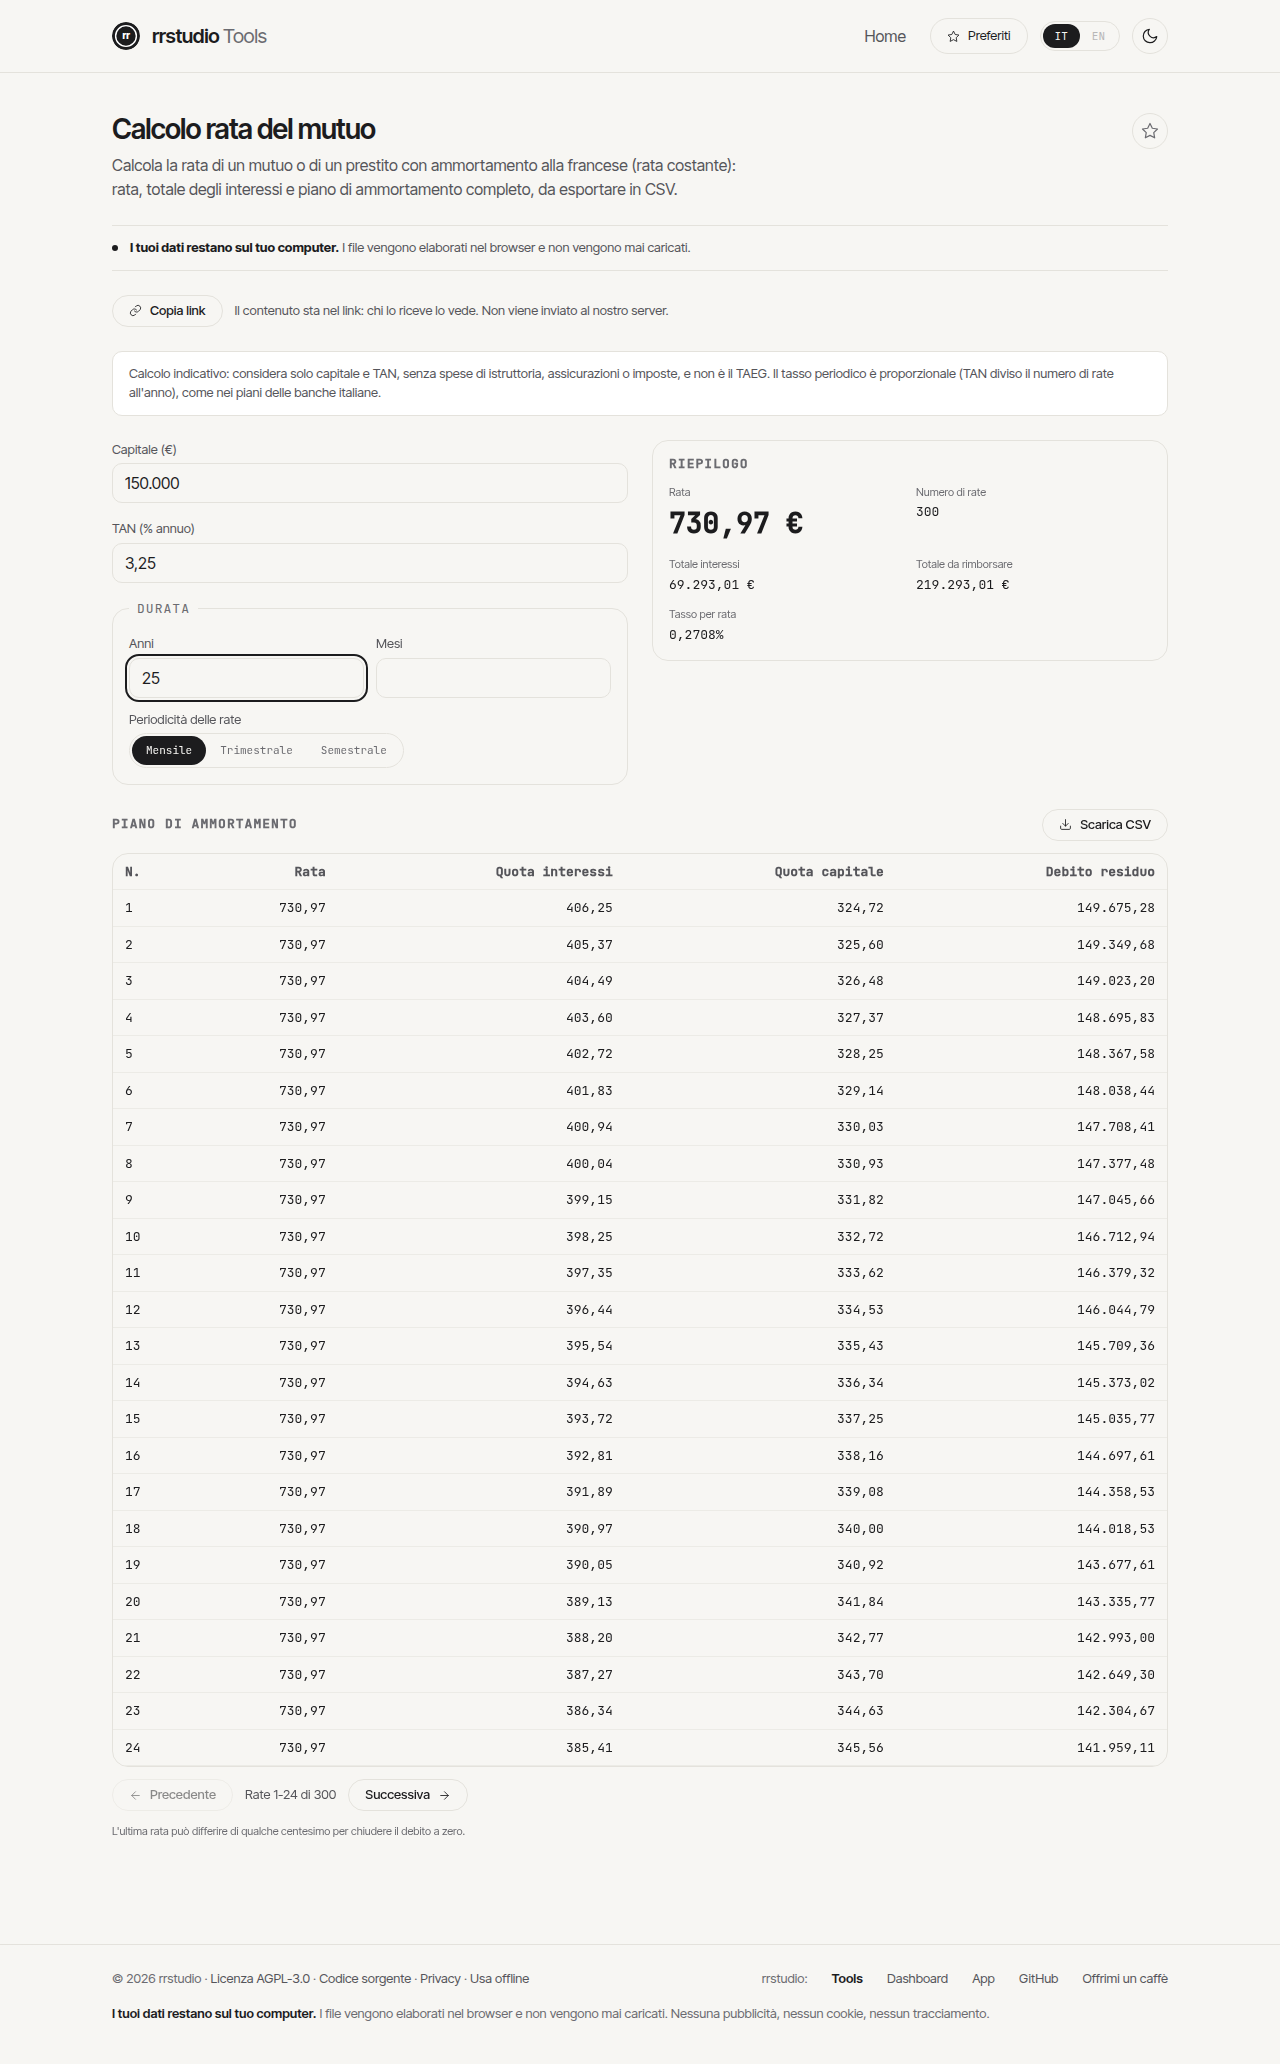 rr rrstudio Tools
Home
Preferiti
IT EN
Calcolo rata del mutuo
Calcola la rata di un mutuo o di un prestito con ammortamento alla francese (rata costante):
rata, totale degli interessi e piano di ammortamento completo, da esportare in CSV.
I tuoi dati restano sul tuo computer. I file vengono elaborati nel browser e non vengono mai caricati.
Copia link
Il contenuto sta nel link: chi lo riceve lo vede. Non viene inviato al nostro server.
Calcolo indicativo: considera solo capitale e TAN, senza spese di istruttoria, assicurazioni o imposte, e non è il TAEG. Il tasso periodico è proporzionale (TAN diviso il numero di rate
all'anno), come nei piani delle banche italiane.
Capitale (€)
150.000
TAN (% annuo)
3,25
DURATA
Anni Mesi
25
Periodicità delle rate
Mensile Trimestrale Semestrale
RIEPILOGO
Rata Numero di rate
730,97 € 300
Totale interessi Totale da rimborsare
69.293,01 € 219.293,01 €
Tasso per rata
0,2708%
PIANO DI AMMORTAMENTO
Scarica CSV
N. Rata Quota interessi Quota capitale Debito residuo
1 730,97 406,25 324,72 149.675,28
2 730,97 405,37 325,60 149.349,68
3 730,97 404,49 326,48 149.023,20
4 730,97 403,60 327,37 148.695,83
5 730,97 402,72 328,25 148.367,58
6 730,97 401,83 329,14 148.038,44
7 730,97 400,94 330,03 147.708,41
8 730,97 400,04 330,93 147.377,48
9 730,97 399,15 331,82 147.045,66
10 730,97 398,25 332,72 146.712,94
11 730,97 397,35 333,62 146.379,32
12 730,97 396,44 334,53 146.044,79
13 730,97 395,54 335,43 145.709,36
14 730,97 394,63 336,34 145.373,02
15 730,97 393,72 337,25 145.035,77
16 730,97 392,81 338,16 144.697,61
17 730,97 391,89 339,08 144.358,53
18 730,97 390,97 340,00 144.018,53
19 730,97 390,05 340,92 143.677,61
20 730,97 389,13 341,84 143.335,77
21 730,97 388,20 342,77 142.993,00
22 730,97 387,27 343,70 142.649,30
23 730,97 386,34 344,63 142.304,67
24 730,97 385,41 345,56 141.959,11
Precedente
Rate 1-24 di 300
Successiva
L'ultima rata può differire di qualche centesimo per chiudere il debito a zero.
© 2026 rrstudio · Licenza AGPL-3.0 · Codice sorgente · Privacy · Usa offline
rrstudio: Tools Dashboard App GitHub Offrimi un caffè
I tuoi dati restano sul tuo computer. I file vengono elaborati nel browser e non vengono mai caricati. Nessuna pubblicità, nessun cookie, nessun tracciamento.